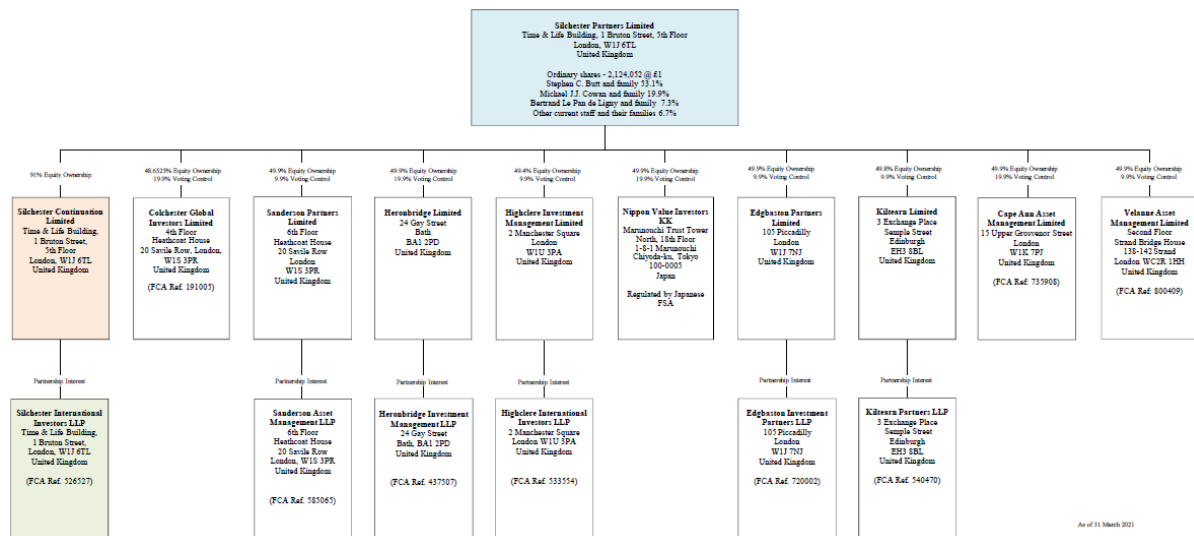 Silchester Partners Limited
Time & Life Building, 1 Bruton Street, 5th Floor
London, W1J 6TL
United Kingdom
Ordinary shares - 2,124,052 @ £1
Stephen C. Butt and family 53.1%
Michael J.J. Cowan and family 19.9%
Bertrand Le Pan de Ligny and family 7.3%
Other current staff and their families 6.7%
91% Equity Ownership
Silchester Continuation
Limited
Time & Life Building,
1 Bruton Street,
5th Floor
London, W1J 6TL
United Kingdom
48.6525% Equity Ownership
19.9% Voting Control
Colchester Global
Investors Limited
4th Floor
Heathcoat House
20 Savile Row, London,
W1S 3PR
United Kingdom
(FCA Ref. 191005)
49.9% Equity Ownership
9.9% Voting Control
Sanderson Partners
Limited
6th Floor
Heathcoat House
20 Savile Row
London
W1S 3PR
United Kingdom
49.9% Equity Ownership
19.9% Voting Control
Heronbridge Limited
24 Gay Street
Bath
BA1 2PD
United Kingdom
49.4% Equity Ownership
9.9% Voting Control
Highclere Investment
Management Limited
2 Manchester Square
London
W1U 3PA
United Kingdom
49.9% Equity Ownership
19.9% Voting Control
Nippon Value Investors
KK
Marunouchi Trust Tower
North, 18th Floor
1-8-1 Marunouchi
Chiyoda-ku, Tokyo
100-0005
Japan
Regulated by Japanese
FSA
49.9% Equity Ownership
9.9% Voting Control
Edgbaston Partners
Limited
105 Piccadilly
London
W1J 7NJ
United Kingdom
49.8% Equity Ownership
9.9% Voting Control
Kiltearn Limited
3 Exchange Place
Semple Street
Edinburgh
EH3 8BL
United Kingdom
49.9% Equity Ownership
19.9% Voting Control
Cape Ann Asset
Management Limited
15 Upper Grosvenor Street
London
W1K 7PJ
United Kingdom
(FCA Ref: 735908)
49.9% Equity Ownership
9.9% Voting Control
Velanne Asset
Management Limited
Second Floor
Strand Bridge House
138-142 Strand
London WC2R 1HH
United Kingdom
(FCA Ref: 800409)
Partnership Interest
Silchester International
Investors LLP
Time & Life Building,
1 Bruton Street,
London, W1J 6TL
United Kingdom
(FCA Ref. 526527)
Partnership Interest
Sanderson Asset
Management LLP
6th Floor
Heathcoat House
20 Savile Row
London, W1S 3PR
United Kingdom
(FCA Ref: 585065)
Partnership Interest
Heronbridge Investment
Management LLP
24 Gay Street
Bath, BA1 2PD
United Kingdom
(FCA Ref. 437507)
Partnership Interest
Highclere International
Investors LLP
2 Manchester Square
London W1U 3PA
United Kingdom
(FCA Ref. 533554)
Partnership Interest
Edgbaston Investment
Partners LLP
105 Piccadilly
London
W1J 7NJ
United Kingdom
(FCA Ref: 720002)
Partnership Interest
Kiltearn Partners LLP
3 Exchange Place
Semple Street
Edinburgh
EH3 8BL
United Kingdom
(FCA Ref: 540470)
As of 31 March 2021